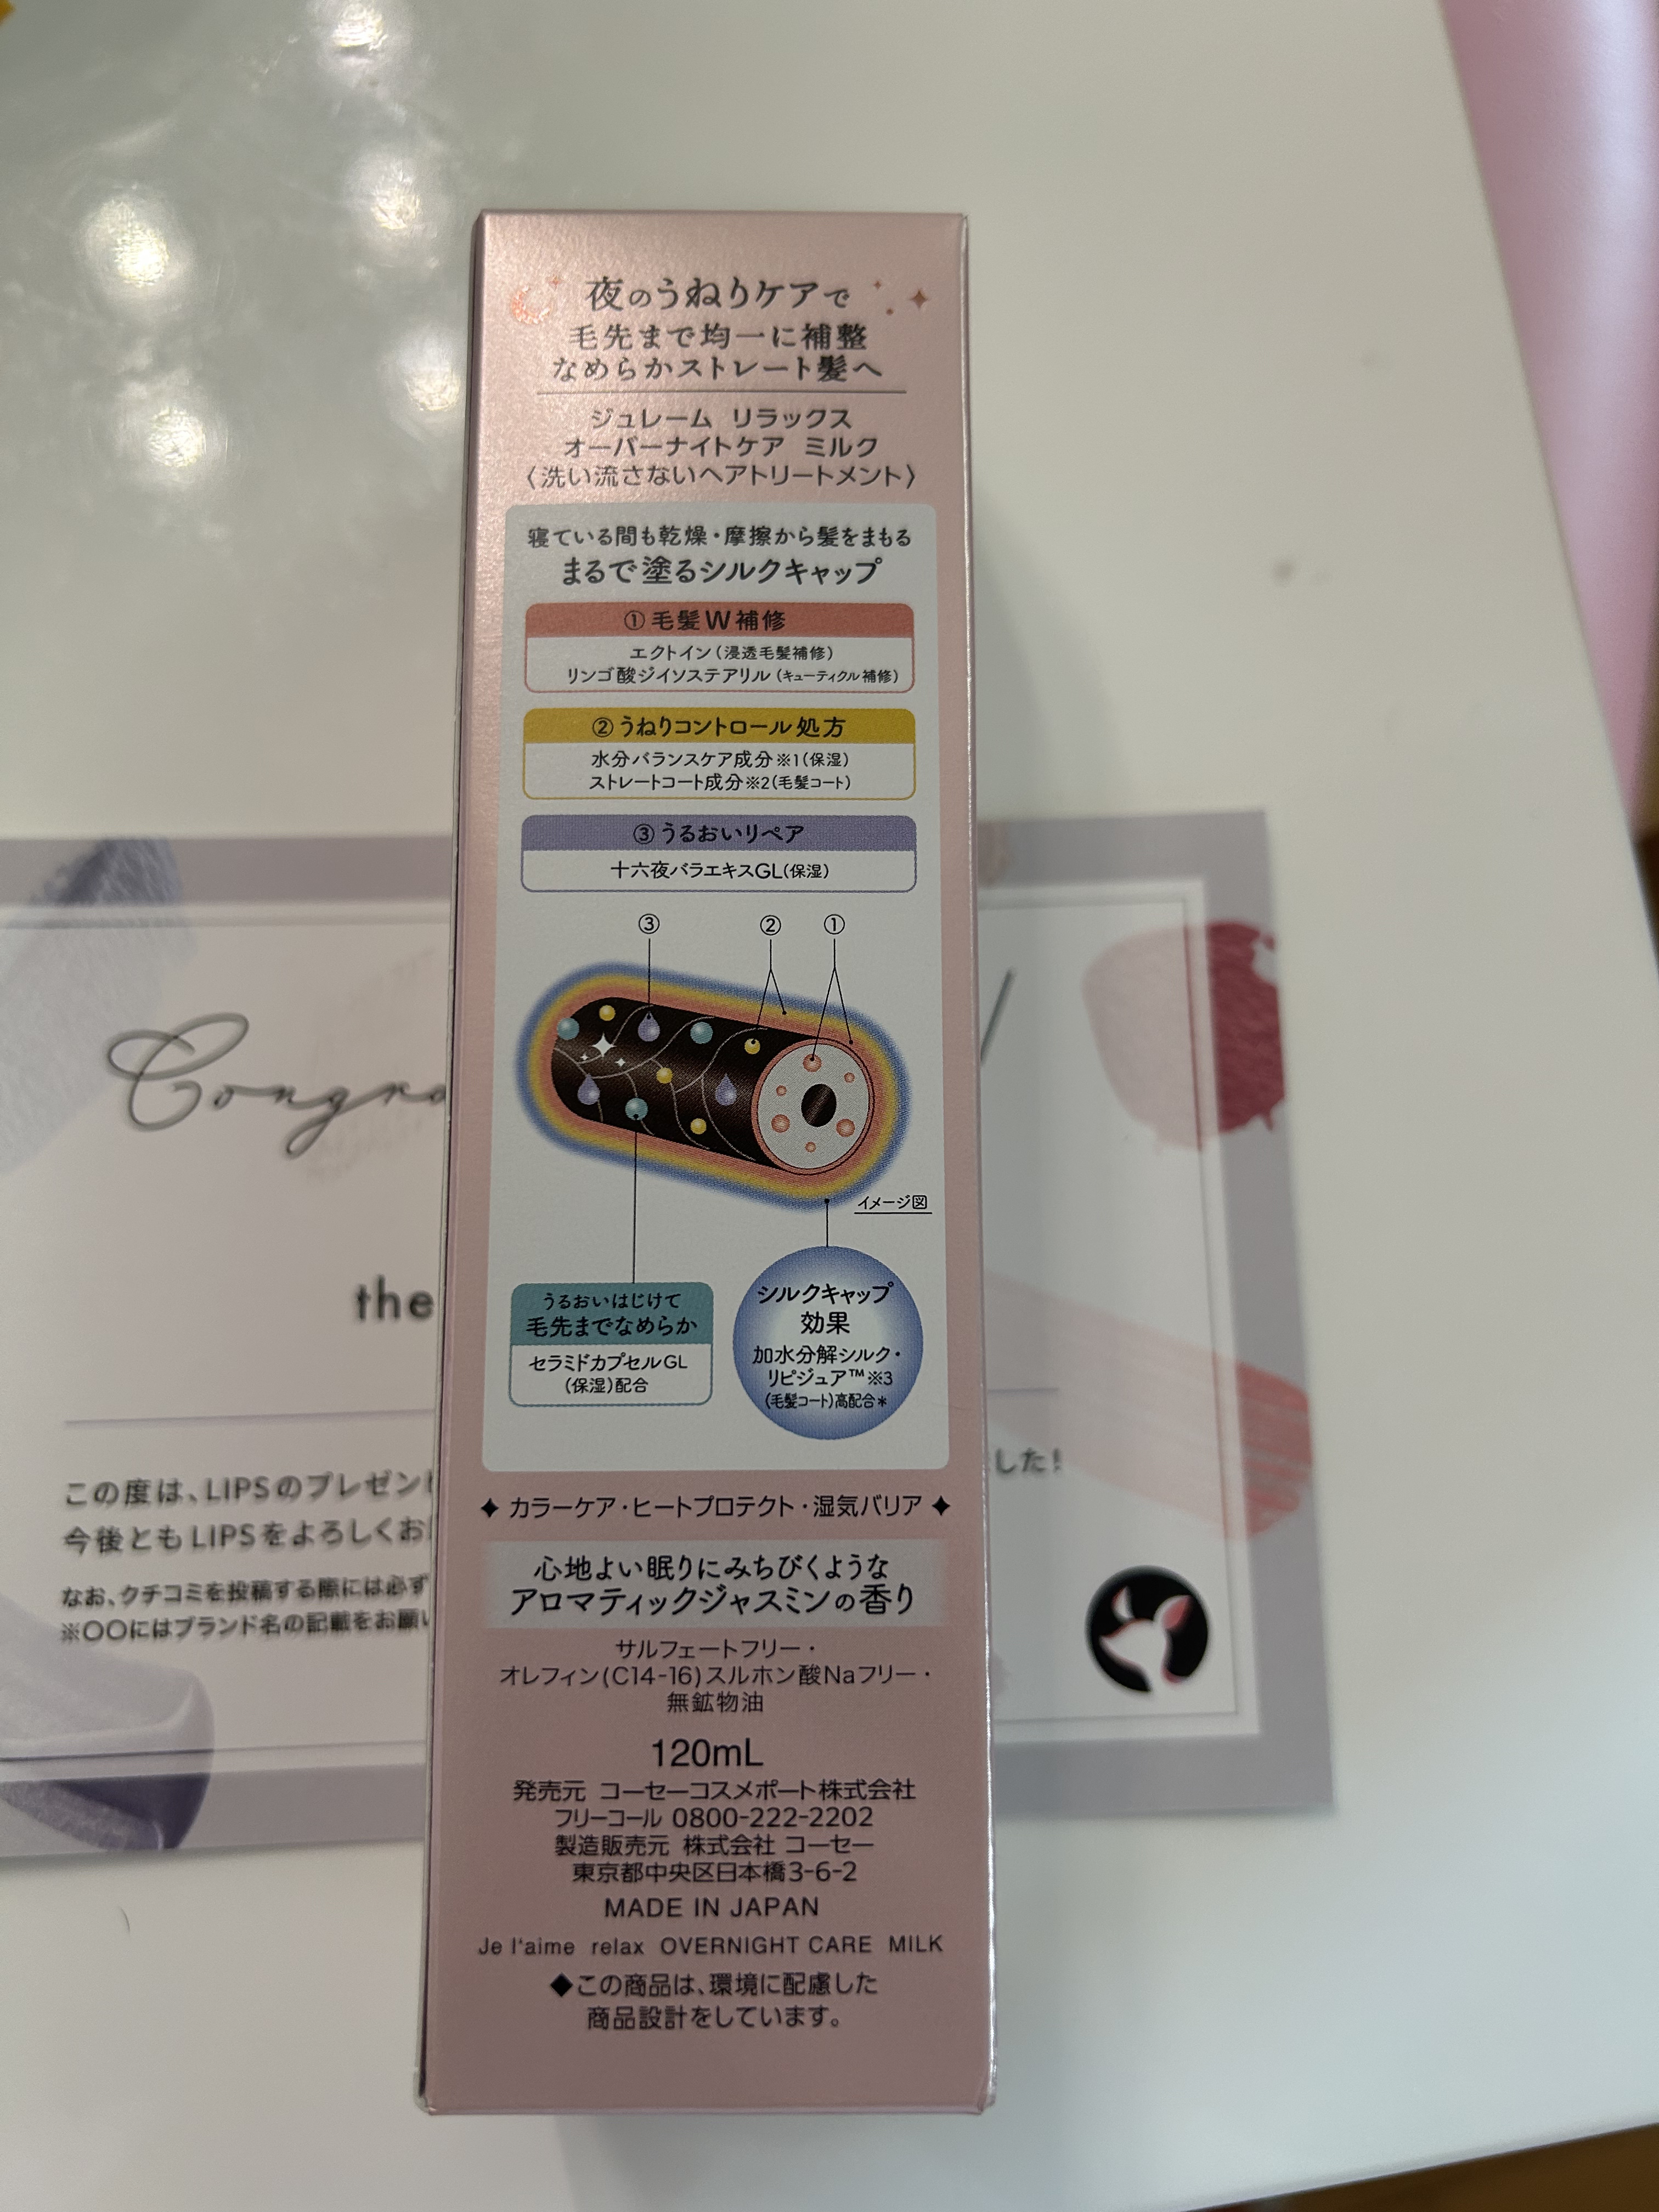 夜のうねりケアで
毛先まで均一に補整
なめらかストレート髪へ
ジュレーム リラックス
オーバーナイトケア ミルク
〈洗い流さないヘアトリートメント〉
寝ている間も乾燥・摩擦から髪をまもる
まるで塗るシルクキャップ
①毛髪W補修
エクトイン(浸透毛髪補修)
リンゴ酸ジイソステアリル(キューティクル補修)
②うねりコントロール処方
水分バランスケア成分※1(保湿)
ストレートコート成分※2(毛髪コート)
③うるおいリペア
十六夜バラエキスGL(保湿)
③ ② ①
イメージ図
うるおいはじけて
毛先までなめらか
セラミドカプセルGL
(保湿)配合
シルクキャップ
効果
加水分解シルク・
リピジュア™※3
(毛髪コート)高配合*
✦ カラーケア・ヒートプロテクト・湿気バリア ✦
心地よい眠りにみちびくような
アロマティックジャスミンの香り
サルフェートフリー・
オレフィン(C14-16)スルホン酸Naフリー・
無鉱物油
120mL
発売元 コーセーコスメポート株式会社
フリーコール 0800-222-2202
製造販売元 株式会社 コーセー
東京都中央区日本橋3-6-2
MADE IN JAPAN
Je l'aime relax OVERNIGHT CARE MILK
◆この商品は、環境に配慮した
商品設計をしています。
Congra
the
この度は、LIPSのプレゼント
した!
今後ともLIPSをよろしくお
なお、クチコミを投稿する際には必ず
※〇〇にはブランド名の記載をお願い